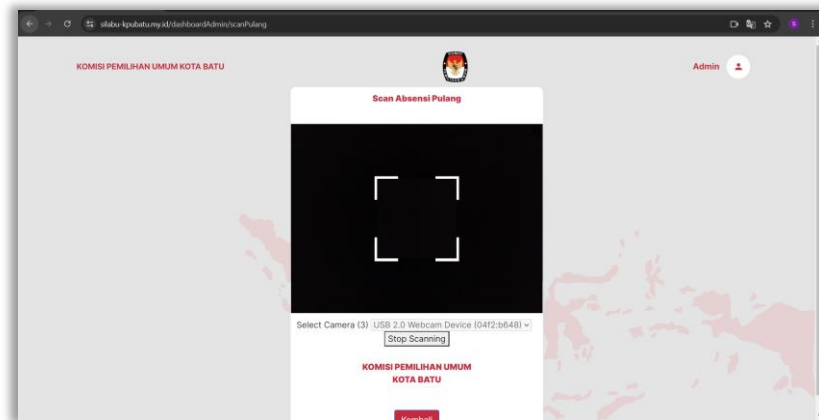 silabu-kpubatu.my.id/dashboardAdmin/scanPulang
S
KOMISI PEMILIHAN UMUM KOTA BATU
Admin
Scan Absensi Pulang
Select Camera (3) USB 2.0 Webcam Device (04f2:b648)
Stop Scanning
KOMISI PEMILIHAN UMUM
KOTA BATU
Kembali